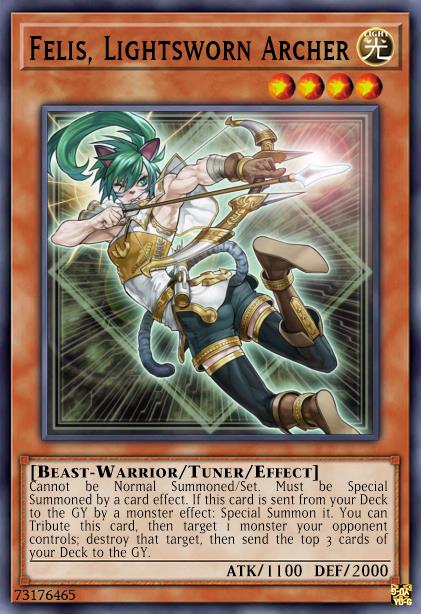 FELIS, LIGHTSWORN ARCHER
LIGHT
光
[BEAST-WARRIOR/TUNER/EFFECT]
Cannot be Normal Summoned/Set. Must be Special
Summoned by a card effect. If this card is sent from your Deck
to the GY by a monster effect: Special Summon it. You can
Tribute this card, then target 1 monster your opponent
controls; destroy that target, then send the top 3 cards of
your Deck to the GY.
ATK/1100 DEF/2000
73176465